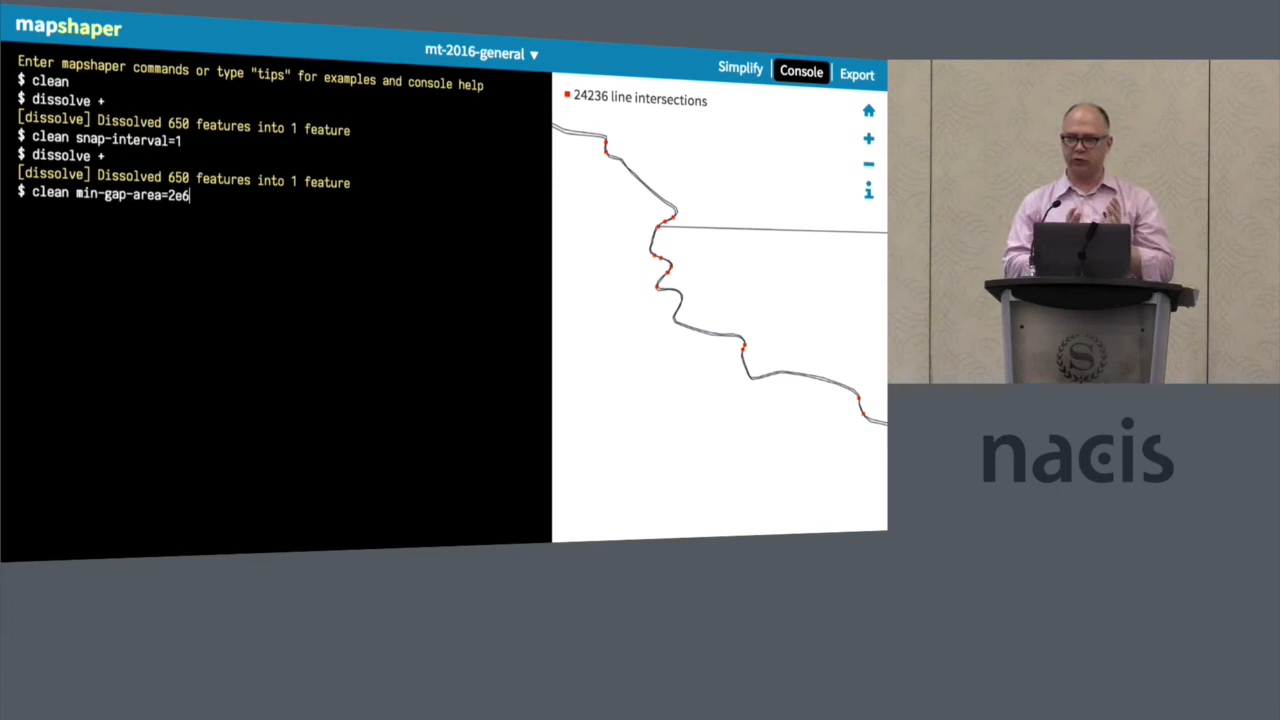 mapshaper
mt-2016-general ▼
Simplify | Console | Export
Enter mapshaper commands or type "tips" for examples and console help
$ clean
$ dissolve +
[dissolve] Dissolved 650 features into 1 feature
$ clean snap-interval=1
$ dissolve +
[dissolve] Dissolved 650 features into 1 feature
$ clean min-gap-area=2e6
24236 line intersections
S
nacis